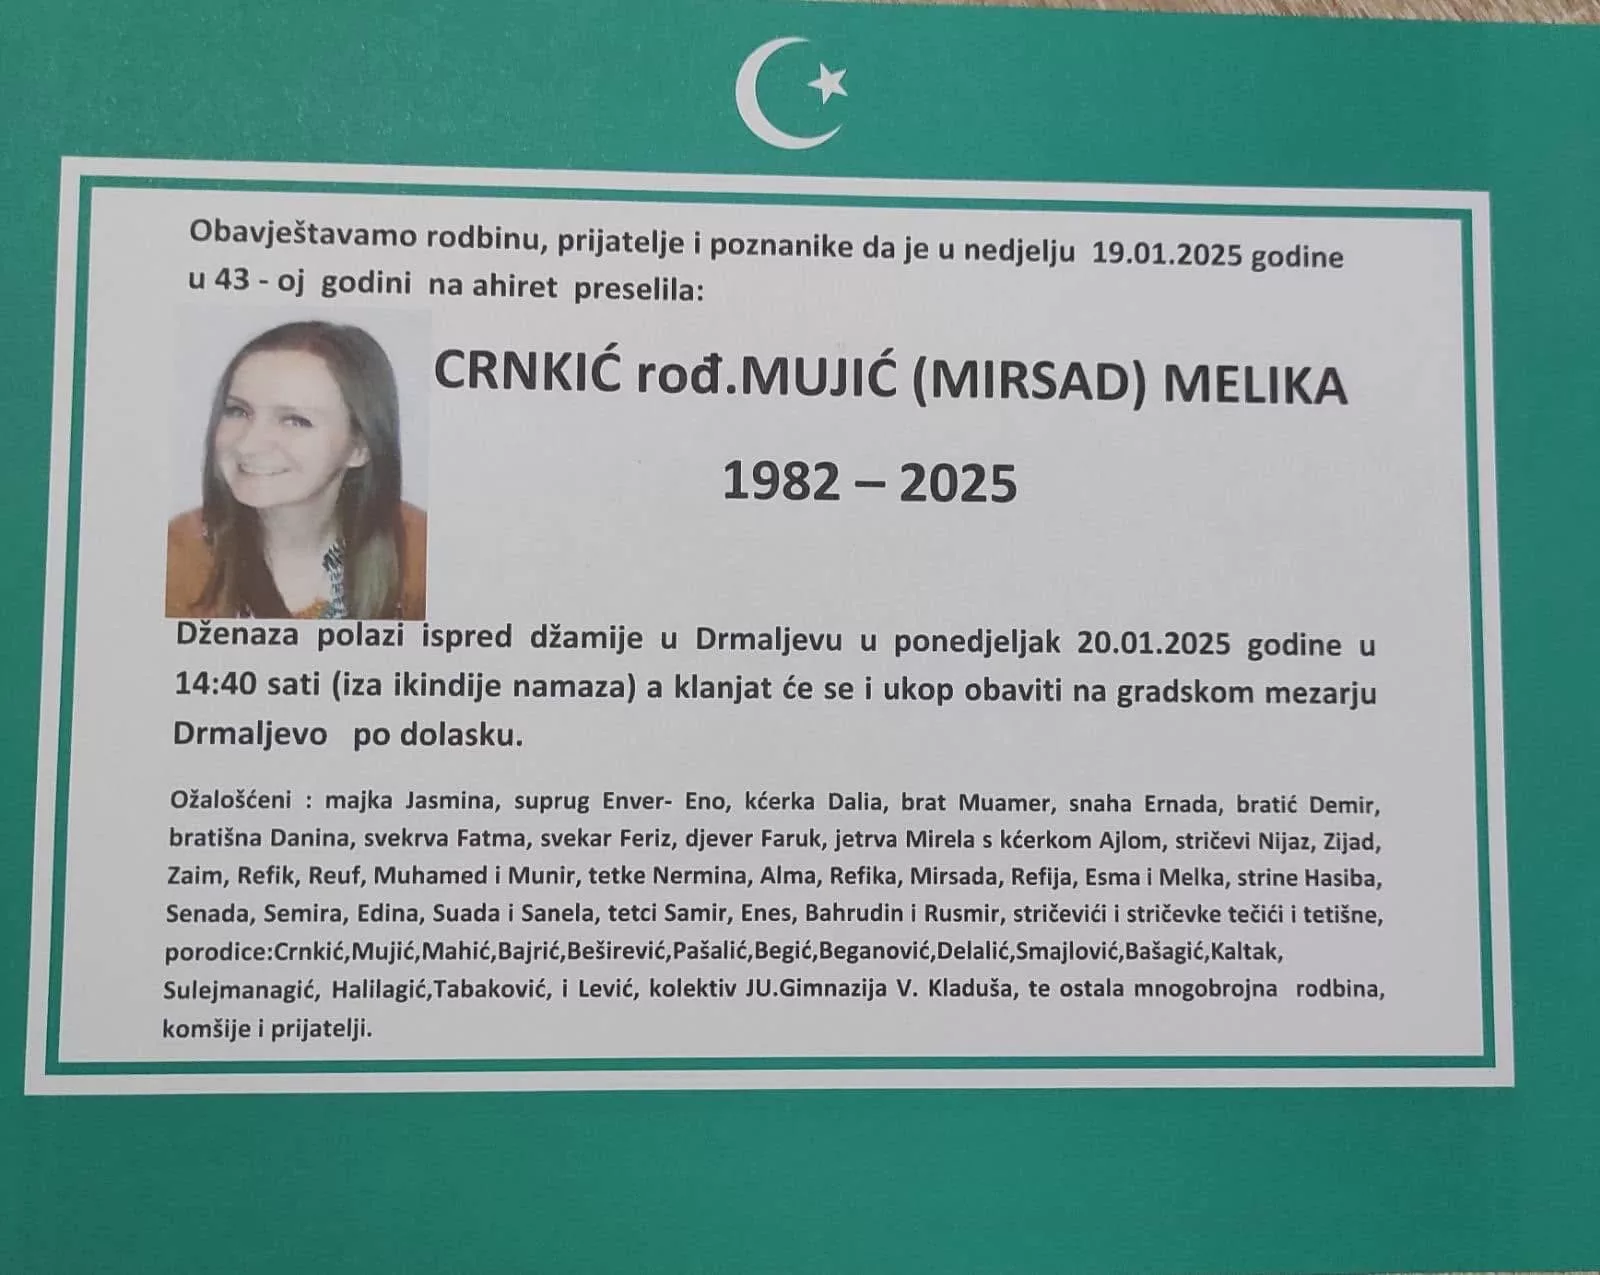 Obavještavamo rodbinu, prijatelje i poznanike da je u nedjelju 19.01.2025 godine
u 43 - oj godini na ahiret preselila:
CRNKIĆ rođ.MUJIĆ (MIRSAD) MELIKA
1982 – 2025
Dženaza polazi ispred džamije u Drmaljevu u ponedjeljak 20.01.2025 godine u
14:40 sati (iza ikindije namaza) a klanjat će se i ukop obaviti na gradskom mezarju
Drmaljevo po dolasku.
Ožalošćeni : majka Jasmina, suprug Enver- Eno, kćerka Dalia, brat Muamer, snaha Ernada, bratić Demir,
bratišna Danina, svekrva Fatma, svekar Feriz, djever Faruk, jetrva Mirela s kćerkom Ajlom, stričevi Nijaz, Zijad,
Zaim, Refik, Reuf, Muhamed i Munir, tetke Nermina, Alma, Refika, Mirsada, Refija, Esma i Melka, strine Hasiba,
Senada, Semira, Edina, Suada i Sanela, tetci Samir, Enes, Bahrudin i Rusmir, stričevići i stričevke tečići i tetišne,
porodice:Crnkić,Mujić,Mahić,Bajrić,Beširević,Pašalić,Begić,Beganović,Delalić,Smajlović,Bašagić,Kaltak,
Sulejmanagić, Halilagić,Tabaković, i Lević, kolektiv JU.Gimnazija V. Kladuša, te ostala mnogobrojna rodbina,
komšije i prijatelji.